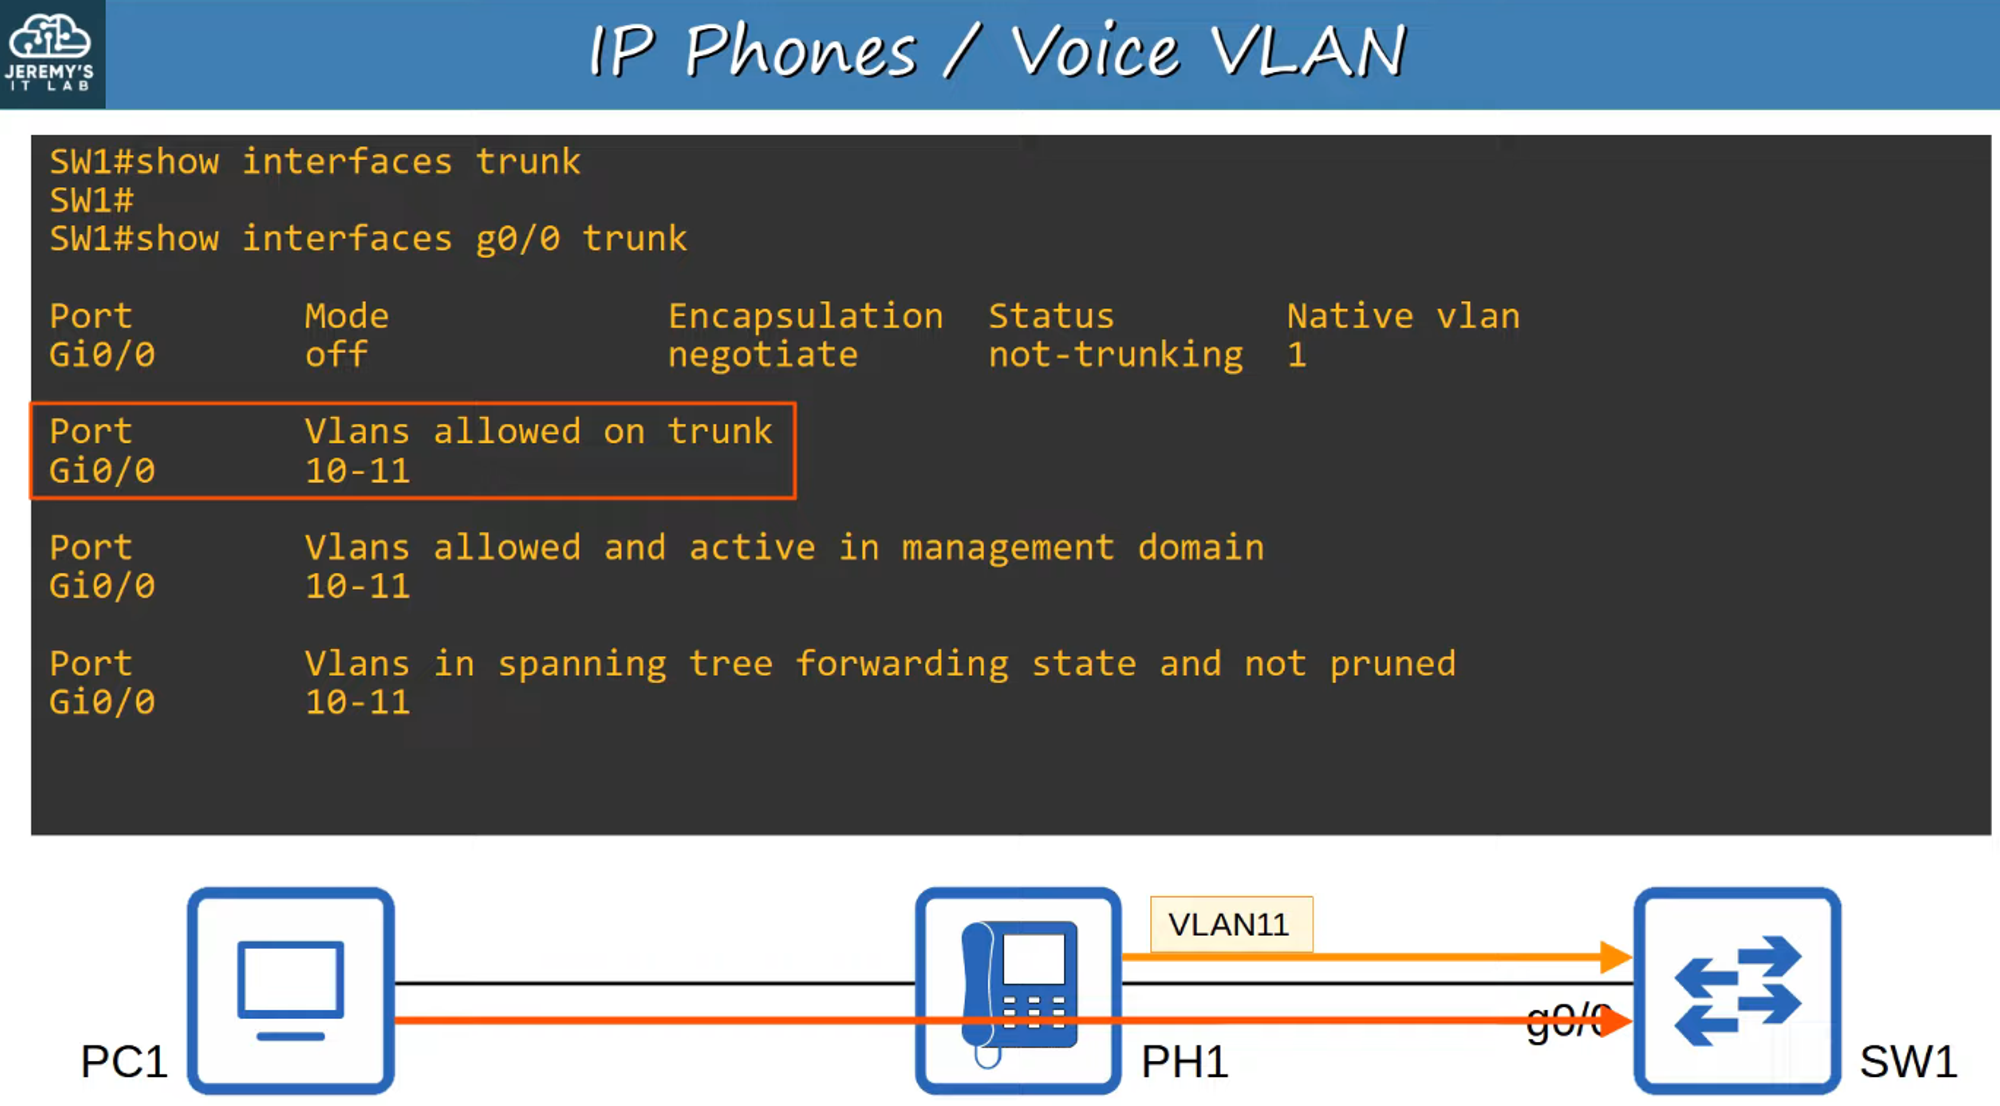 JEREMY'S
IT LAB
IP Phones / Voice VLAN
SW1#show interfaces trunk
SW1#
SW1#show interfaces g0/0 trunk
Port Mode Encapsulation Status Native vlan
Gi0/0 off negotiate not-trunking 1
Port Vlans allowed on trunk
Gi0/0 10-11
Port Vlans allowed and active in management domain
Gi0/0 10-11
Port Vlans in spanning tree forwarding state and not pruned
Gi0/0 10-11
VLAN11
g0/0
PC1
PH1
SW1